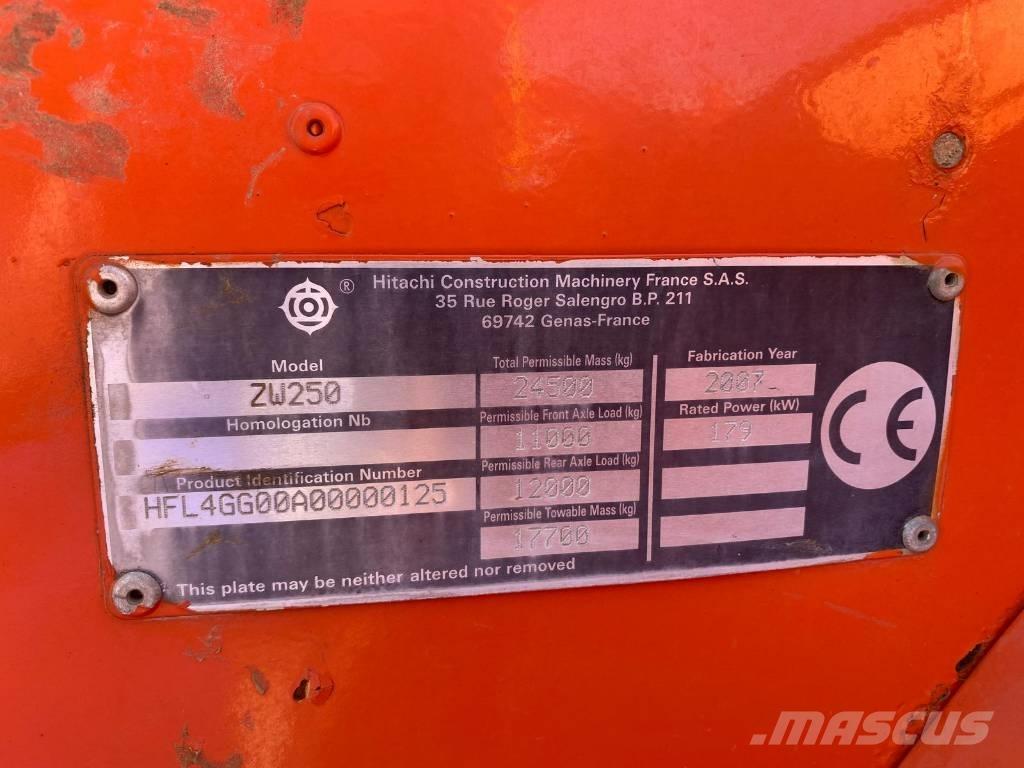 ® Hitachi Construction Machinery France S.A.S.
35 Rue Roger Salengro B.P. 211
69742 Genas-France
Model
ZW250
Homologation Nb
Product Identification Number
HFL4GG00A00000125
Total Permissible Mass (kg)
24500
Permissible Front Axle Load (kg)
11000
Permissible Rear Axle Load (kg)
12000
Permissible Towable Mass (kg)
17700
Fabrication Year
2007
Rated Power (kW)
179
CE
This plate may be neither altered nor removed
MASCUS